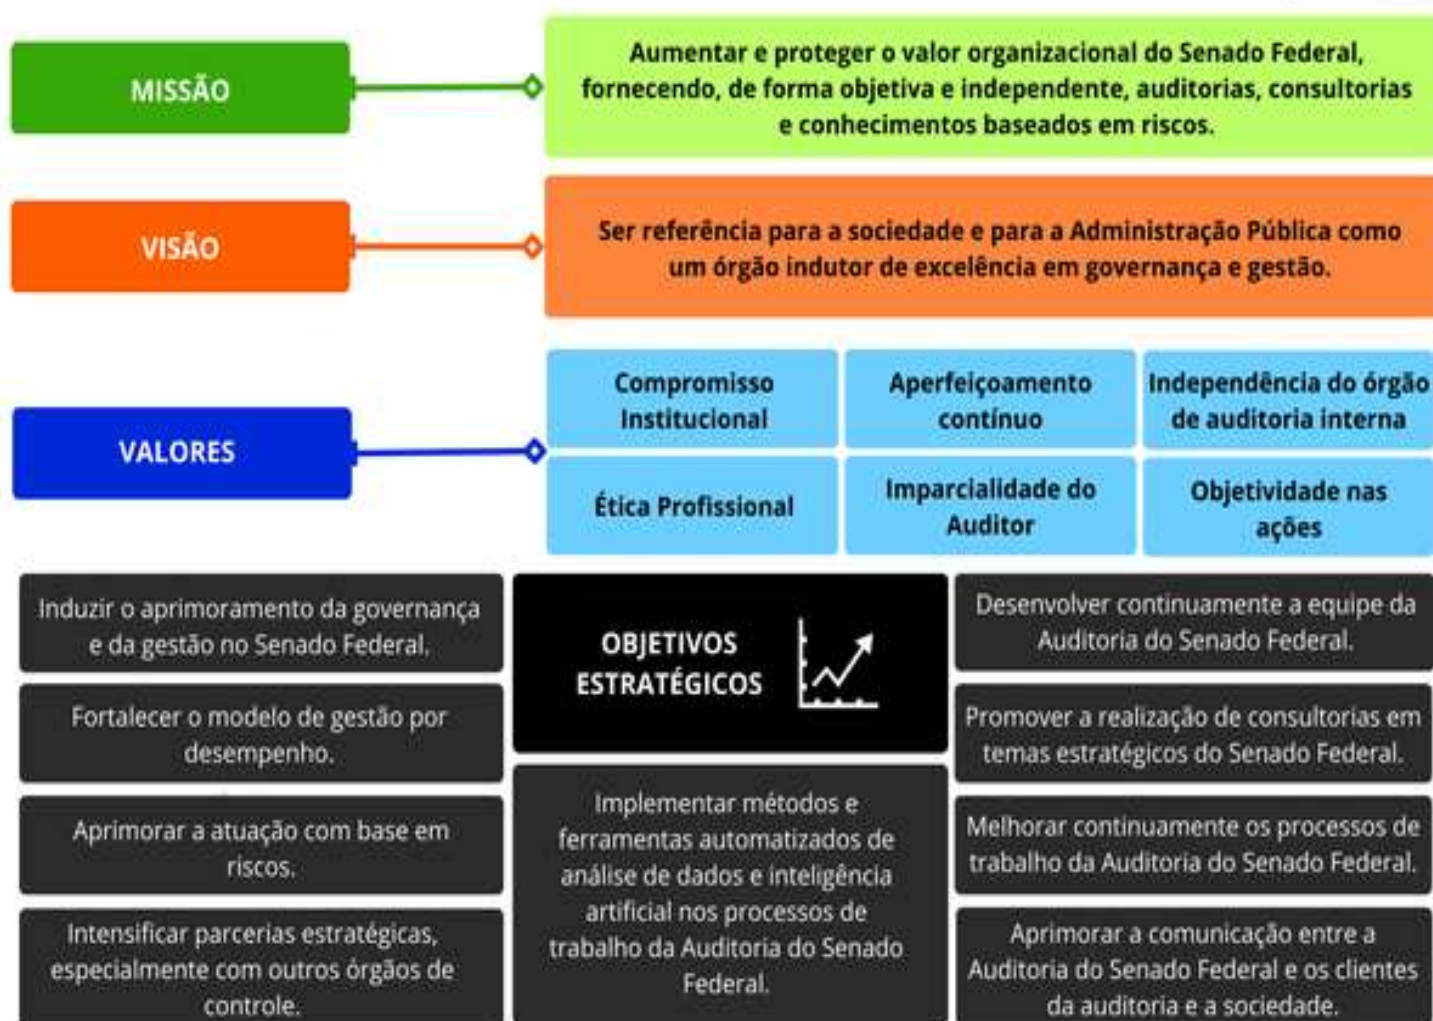 MISSÃO
Aumentar e proteger o valor organizacional do Senado Federal,
fornecendo, de forma objetiva e independente, auditorias, consultorias
e conhecimentos baseados em riscos.
VISÃO
Ser referência para a sociedade e para a Administração Pública como
um órgão indutor de excelência em governança e gestão.
VALORES
Compromisso
Institucional
Aperfeiçoamento
contínuo
Independência do órgão
de auditoria interna
Ética Profissional
Imparcialidade do
Auditor
Objetividade nas
ações
OBJETIVOS
ESTRATÉGICOS
Induzir o aprimoramento da governança
e da gestão no Senado Federal.
Fortalecer o modelo de gestão por
desempenho.
Aprimorar a atuação com base em
riscos.
Intensificar parcerias estratégicas,
especialmente com outros órgãos de
controle.
Implementar métodos e
ferramentas automatizados de
análise de dados e inteligência
artificial nos processos de
trabalho da Auditoria do Senado
Federal.
Desenvolver continuamente a equipe da
Auditoria do Senado Federal.
Promover a realização de consultorias em
temas estratégicos do Senado Federal.
Melhorar continuamente os processos de
trabalho da Auditoria do Senado Federal.
Aprimorar a comunicação entre a
Auditoria do Senado Federal e os clientes
da auditoria e a sociedade.